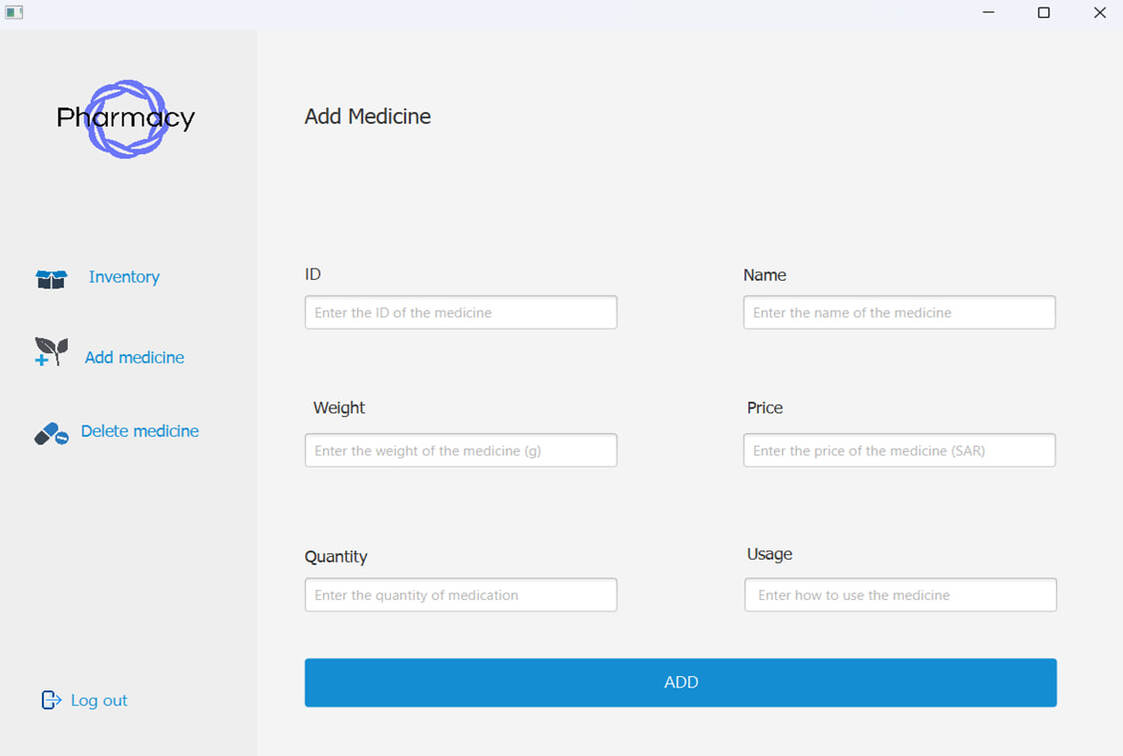 Pharmacy
Inventory
Add medicine
Delete medicine
Log out
Add Medicine
ID
Enter the ID of the medicine
Name
Enter the name of the medicine
Weight
Enter the weight of the medicine (g)
Price
Enter the price of the medicine (SAR)
Quantity
Enter the quantity of medication
Usage
Enter how to use the medicine
ADD